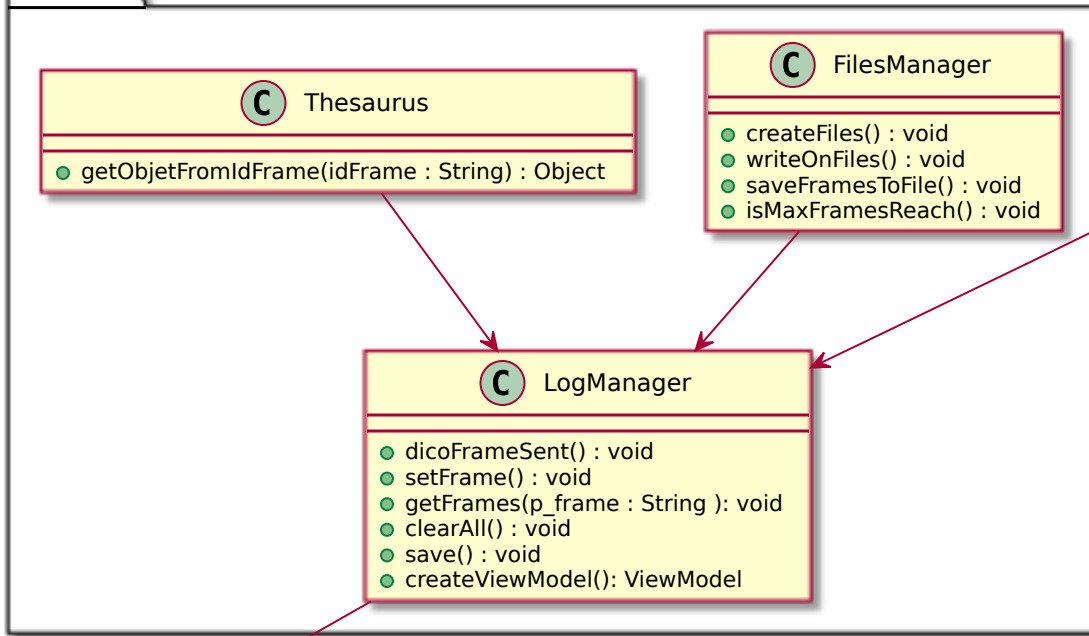 C Thesaurus
getObjetFromIdFrame(idFrame : String) : Object
C FilesManager
createFiles() : void
writeOnFiles() : void
saveFramesToFile() : void
isMaxFramesReach() : void
C LogManager
dicoFrameSent() : void
setFrame() : void
getFrames(p_frame : String ): void
clearAll() : void
save() : void
createViewModel(): ViewModel